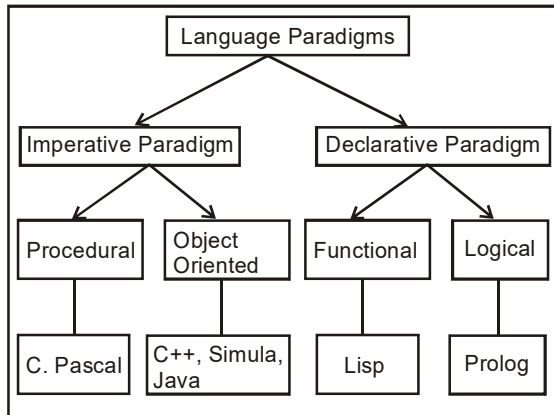 Language Paradigms
Imperative Paradigm
Declarative Paradigm
Procedural
Object
Oriented
Functional
Logical
C. Pascal
C++, Simula,
Java
Lisp
Prolog